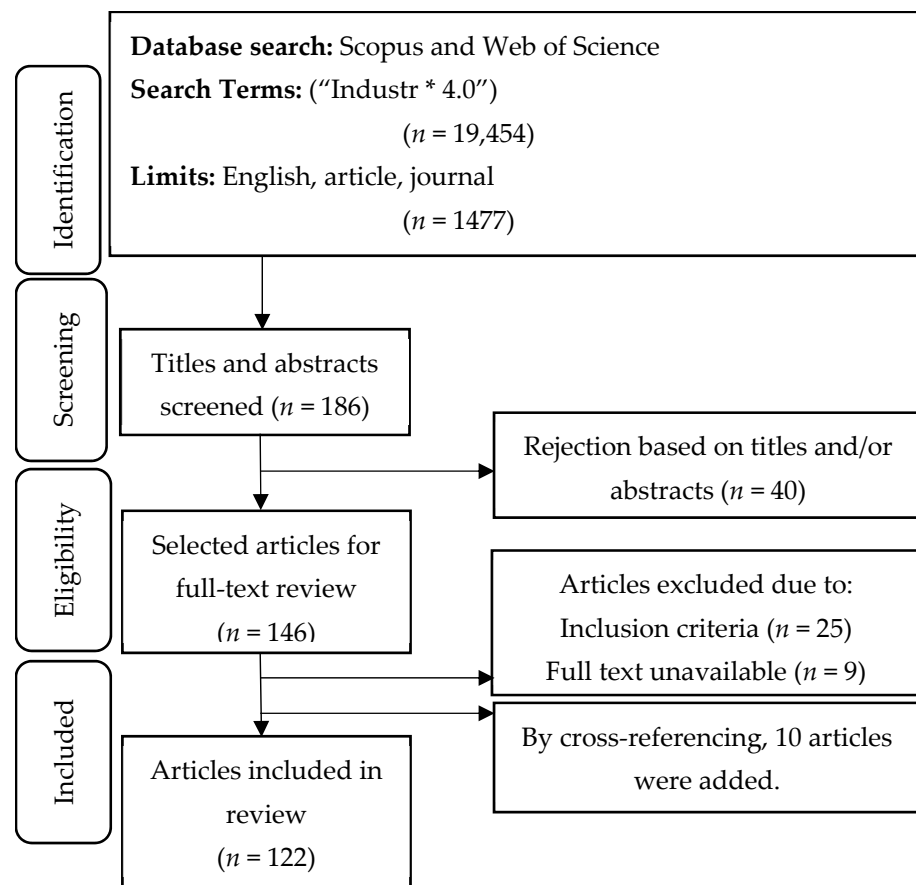 Identification
Database search: Scopus and Web of Science
Search Terms: (“Industr * 4.0”)
(n = 19,454)
Limits: English, article, journal
(n = 1477)
Screening
Titles and abstracts
screened (n = 186)
Rejection based on titles and/or
abstracts (n = 40)
Eligibility
Selected articles for
full-text review
(n = 146)
Articles excluded due to:
Inclusion criteria (n = 25)
Full text unavailable (n = 9)
Included
By cross-referencing, 10 articles
were added.
Articles included in
review
(n = 122)